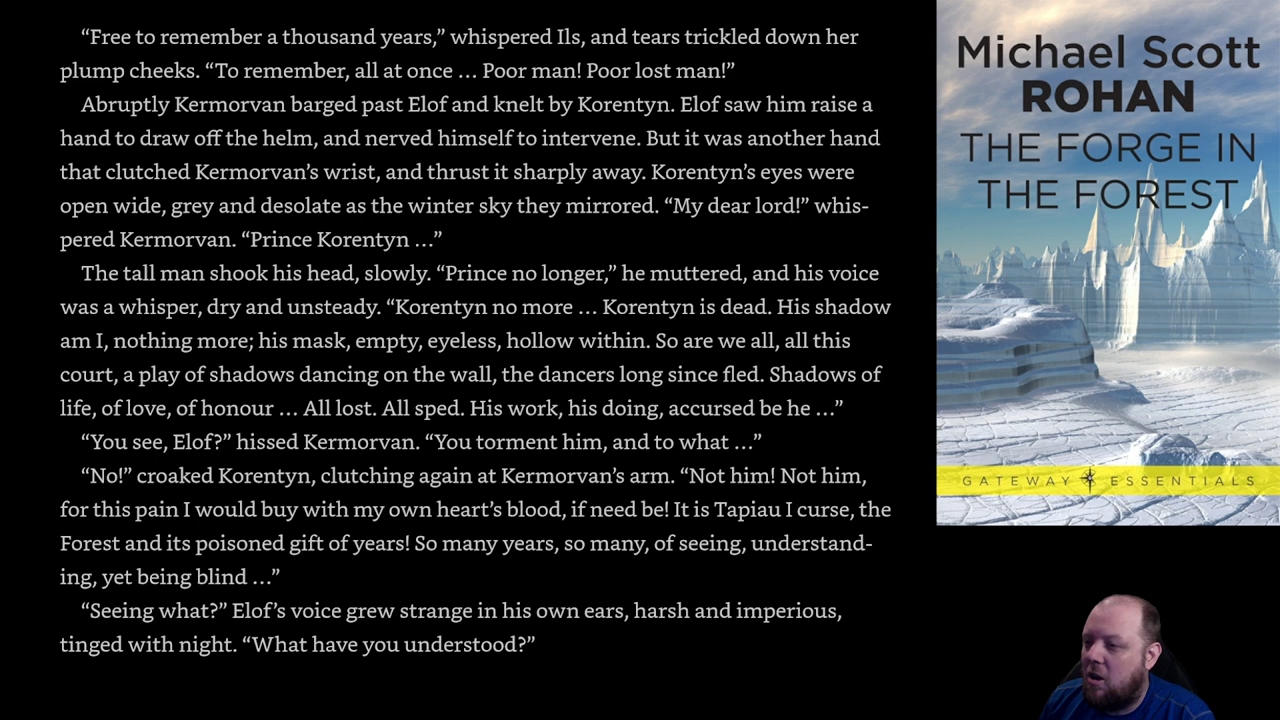 “Free to remember a thousand years,” whispered Ils, and tears trickled down her
plump cheeks. “To remember, all at once … Poor man! Poor lost man!”
Abruptly Kermorvan barged past Elof and knelt by Korentyn. Elof saw him raise a
hand to draw off the helm, and nerved himself to intervene. But it was another hand
that clutched Kermorvan’s wrist, and thrust it sharply away. Korentyn’s eyes were
open wide, grey and desolate as the winter sky they mirrored. “My dear lord!” whis-
pered Kermorvan. “Prince Korentyn …”
The tall man shook his head, slowly. “Prince no longer,” he muttered, and his voice
was a whisper, dry and unsteady. “Korentyn no more … Korentyn is dead. His shadow
am I, nothing more; his mask, empty, eyeless, hollow within. So are we all, all this
court, a play of shadows dancing on the wall, the dancers long since fled. Shadows of
life, of love, of honour … All lost. All sped. His work, his doing, accursed be he …”
“You see, Elof?” hissed Kermorvan. “You torment him, and to what …”
“No!” croaked Korentyn, clutching again at Kermorvan’s arm. “Not him! Not him,
for this pain I would buy with my own heart’s blood, if need be! It is Tapiau I curse, the
Forest and its poisoned gift of years! So many years, so many, of seeing, understand-
ing, yet being blind …”
“Seeing what?” Elof’s voice grew strange in his own ears, harsh and imperious,
tinged with night. “What have you understood?”
Michael Scott
ROHAN
THE FORGE IN
THE FOREST
GATEWAY ESSENTIALS